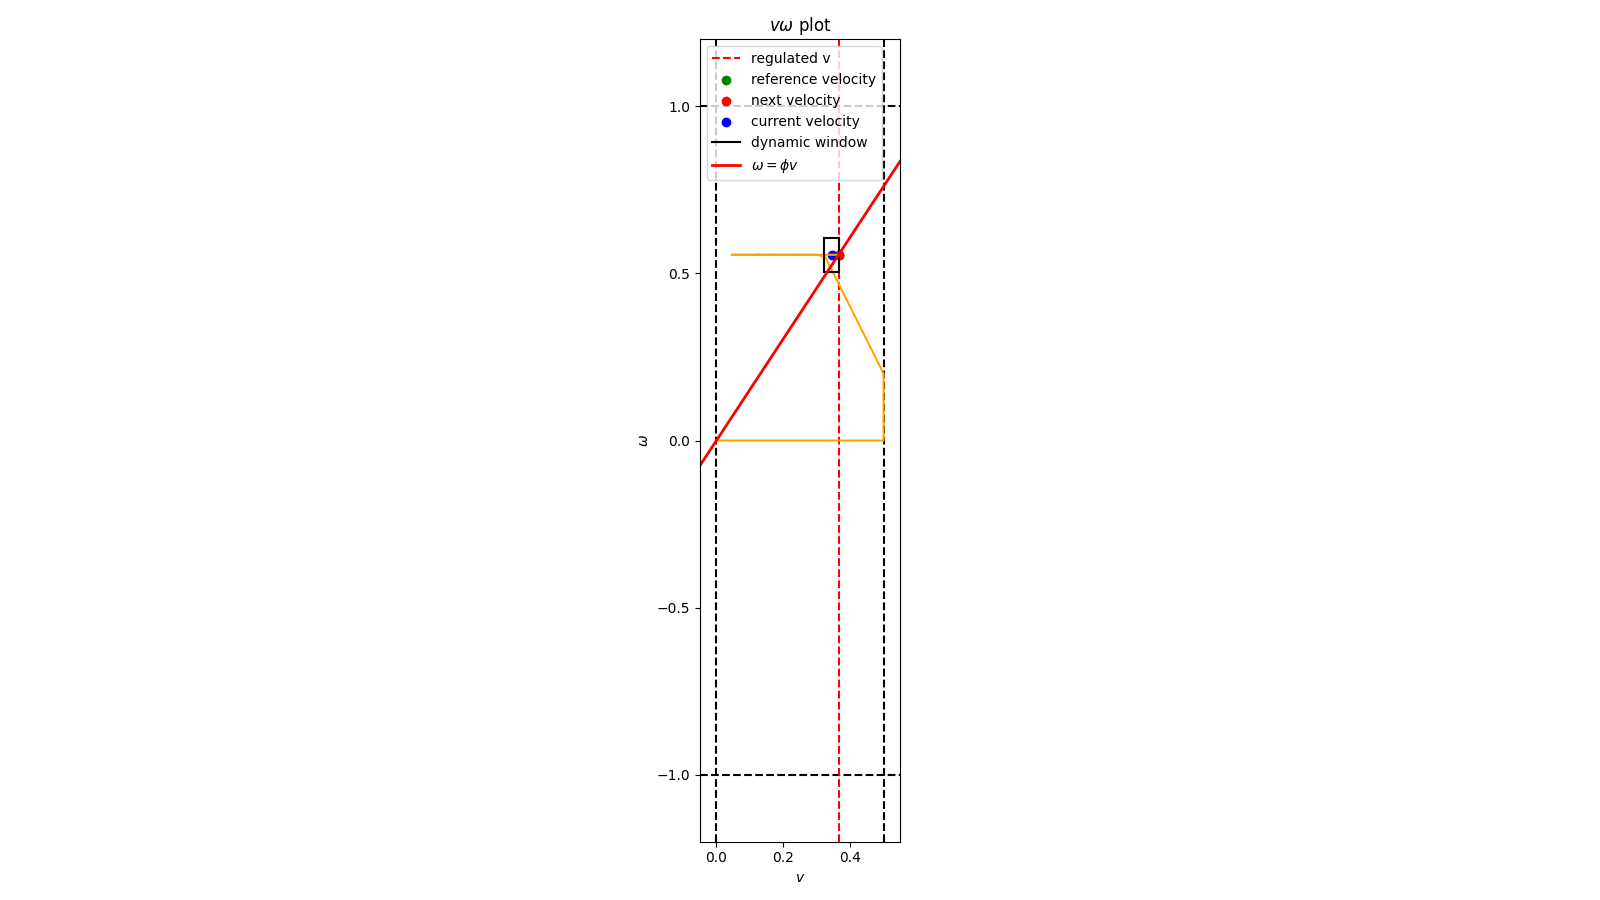 vω plot
regulated v
reference velocity
next velocity
current velocity
dynamic window
ω = ϕv
1.0
0.5
0.0
−0.5
−1.0
ω
0.0 0.2 0.4
v